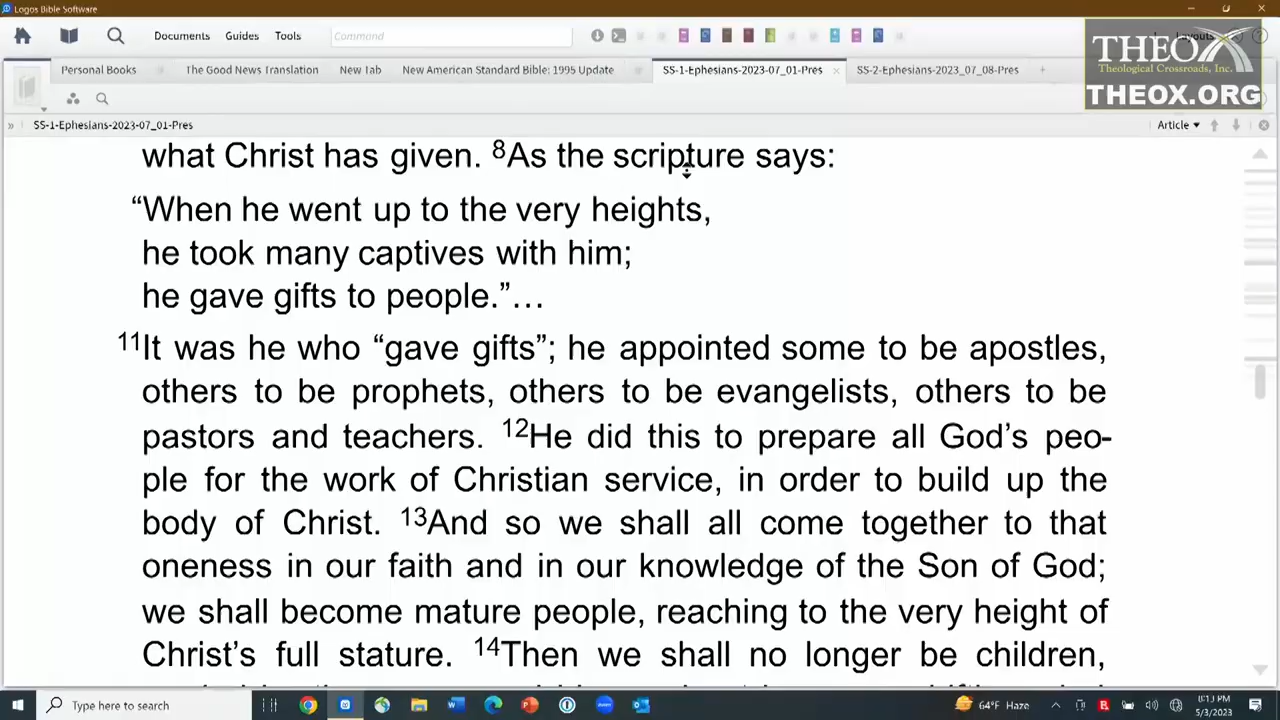 Logos Bible Software
Documents Guides Tools Command Layouts
THEOX
Theological Crossroads, Inc.
THEOX.ORG
Personal Books The Good News Translation New Tab New American Standard Bible: 1995 Update SS-1-Ephesians-2023-07_01-Pres SS-2-Ephesians-2023_07_08-Pres +
» SS-1-Ephesians-2023-07_01-Pres Article
what Christ has given. ⁸As the scripture says:
“When he went up to the very heights,
he took many captives with him;
he gave gifts to people.”…
¹¹It was he who “gave gifts”; he appointed some to be apostles,
others to be prophets, others to be evangelists, others to be
pastors and teachers. ¹²He did this to prepare all God’s peo-
ple for the work of Christian service, in order to build up the
body of Christ. ¹³And so we shall all come together to that
oneness in our faith and in our knowledge of the Son of God;
we shall become mature people, reaching to the very height of
Christ’s full stature. ¹⁴Then we shall no longer be children,
Type here to search 64°F Haze 8:13 PM
5/3/2023